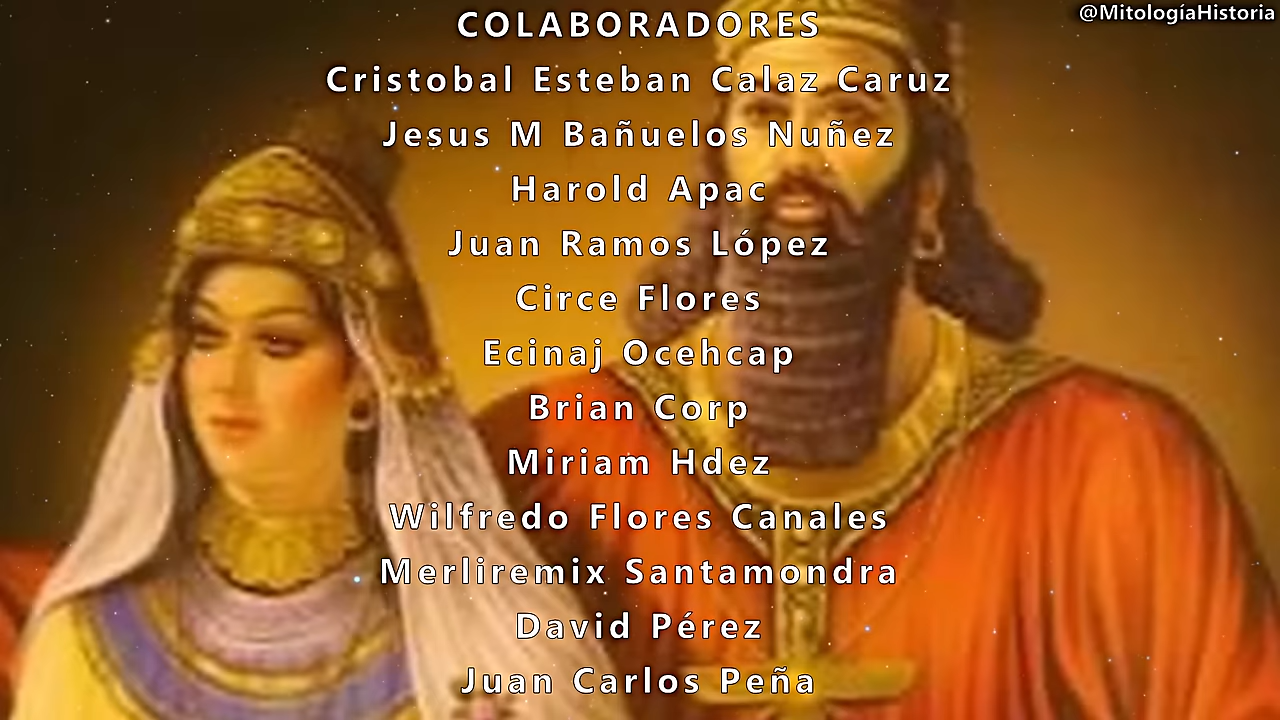 @MitologíaHistoria
COLABORADORES
Cristobal Esteban Calaz Caruz
Jesus M Bañuelos Nuñez
Harold Apac
Juan Ramos López
Circe Flores
Ecinaj Ocehcap
Brian Corp
Miriam Hdez
Wilfredo Flores Canales
Merliremix Santamondra
David Pérez
Juan Carlos Peña